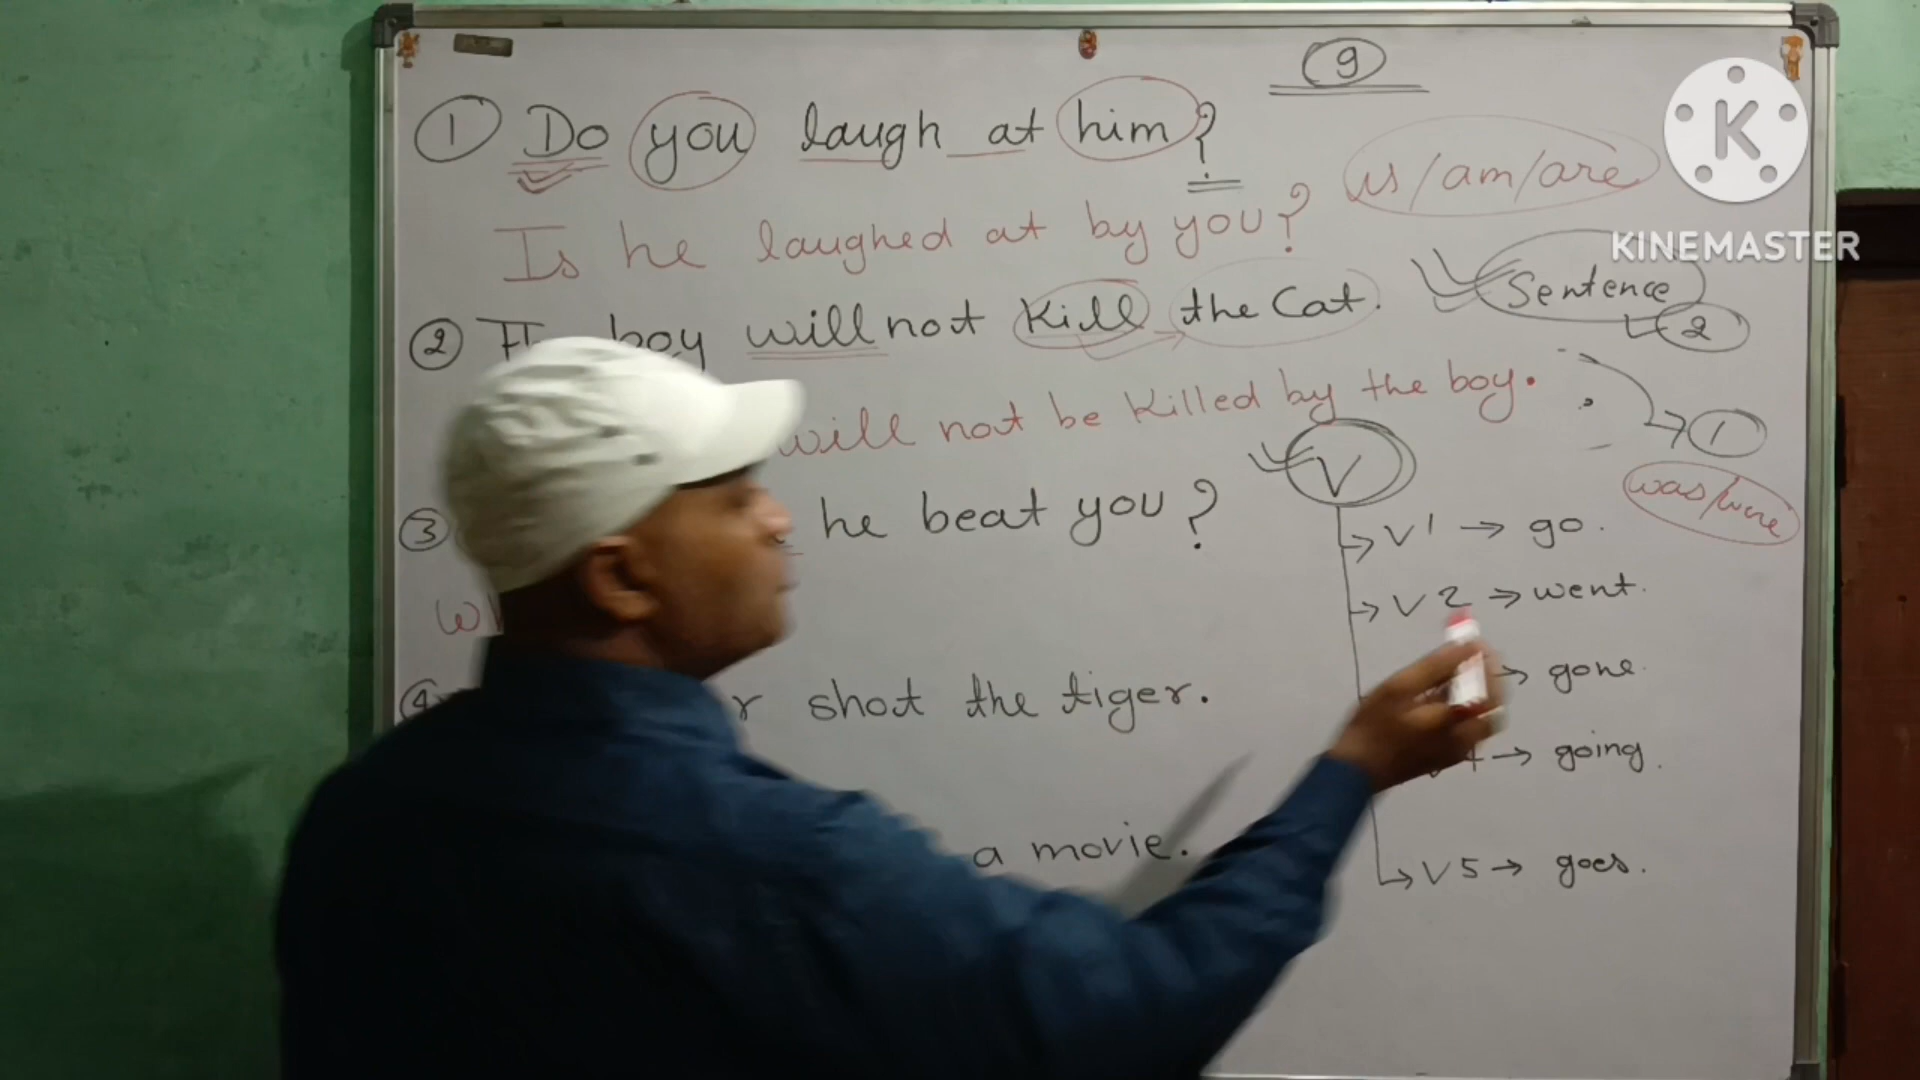 9
① Do you laugh at him?
is/am/are
K
KINEMASTER
Is he laughed at by you?
② boy will not Kill the Cat.
Sentence
2
will not be Killed by the boy.
1
was/were
③ he beat you?
V
V1 → go.
V2 → went.
→ gone.
→ going.
V5 → goes.
④ shot the tiger.
a movie.